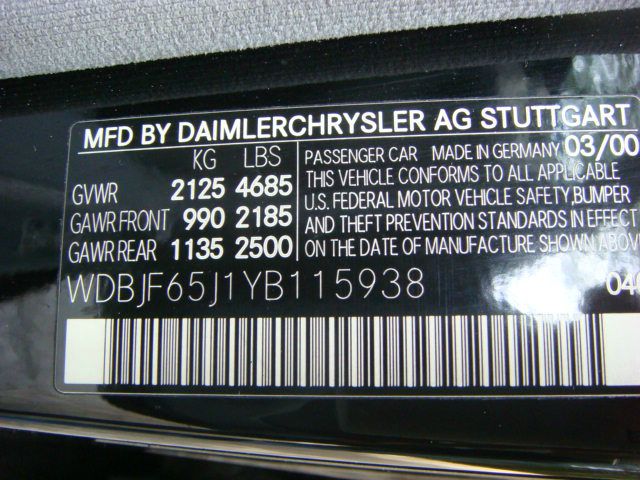 MFD BY DAIMLERCHRYSLER AG STUTTGART
KG LBS
GVWR 2125 4685
GAWR FRONT 990 2185
GAWR REAR 1135 2500
PASSENGER CAR MADE IN GERMANY 03/00
THIS VEHICLE CONFORMS TO ALL APPLICABLE
U.S. FEDERAL MOTOR VEHICLE SAFETY, BUMPER
AND THEFT PREVENTION STANDARDS IN EFFECT
ON THE DATE OF MANUFACTURE SHOWN ABOVE
WDBJF65J1YB115938